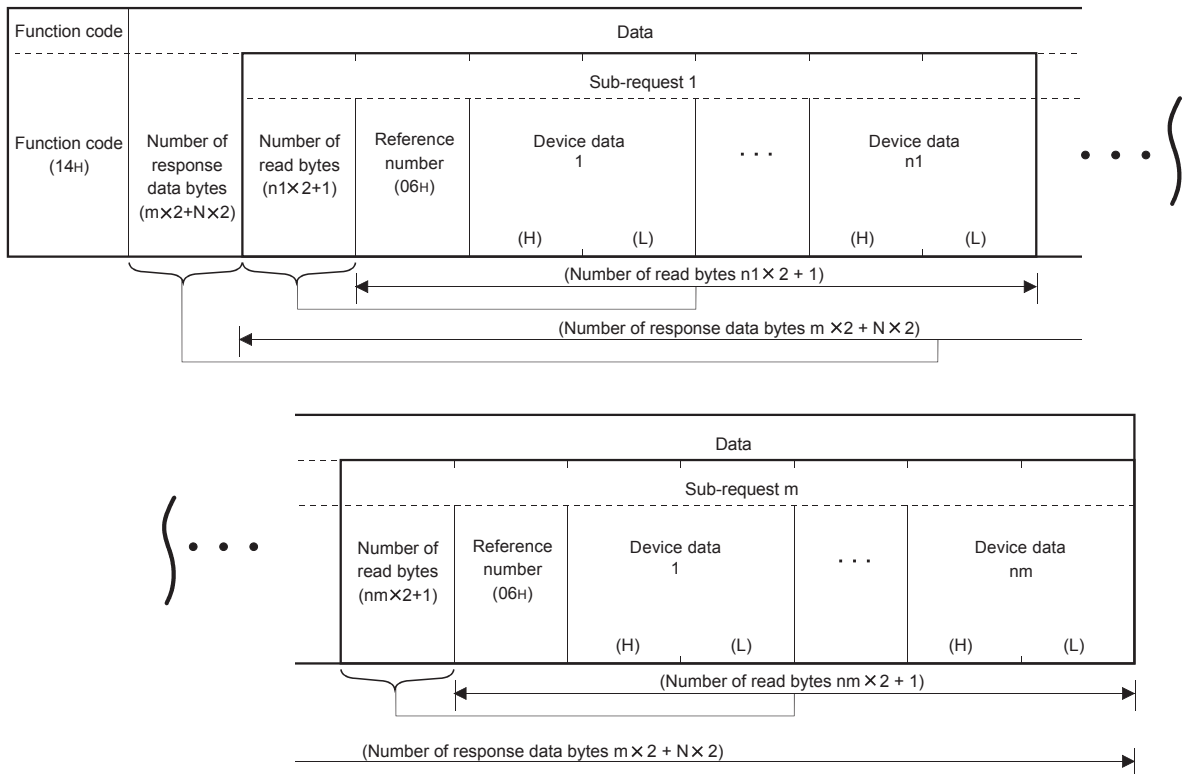 Function code
Data
Sub-request 1
Function code
(14H)
Number of
response
data bytes
(m×2+N×2)
Number of
read bytes
(n1×2+1)
Reference
number
(06H)
Device data
1
(H) (L)
· · ·
Device data
n1
(H) (L)
(Number of read bytes n1×2 + 1)
(Number of response data bytes m ×2 + N×2)
Data
Sub-request m
Number of
read bytes
(nm×2+1)
Reference
number
(06H)
Device data
1
(H) (L)
· · ·
Device data
nm
(H) (L)
(Number of read bytes nm×2 + 1)
(Number of response data bytes m×2 + N×2)